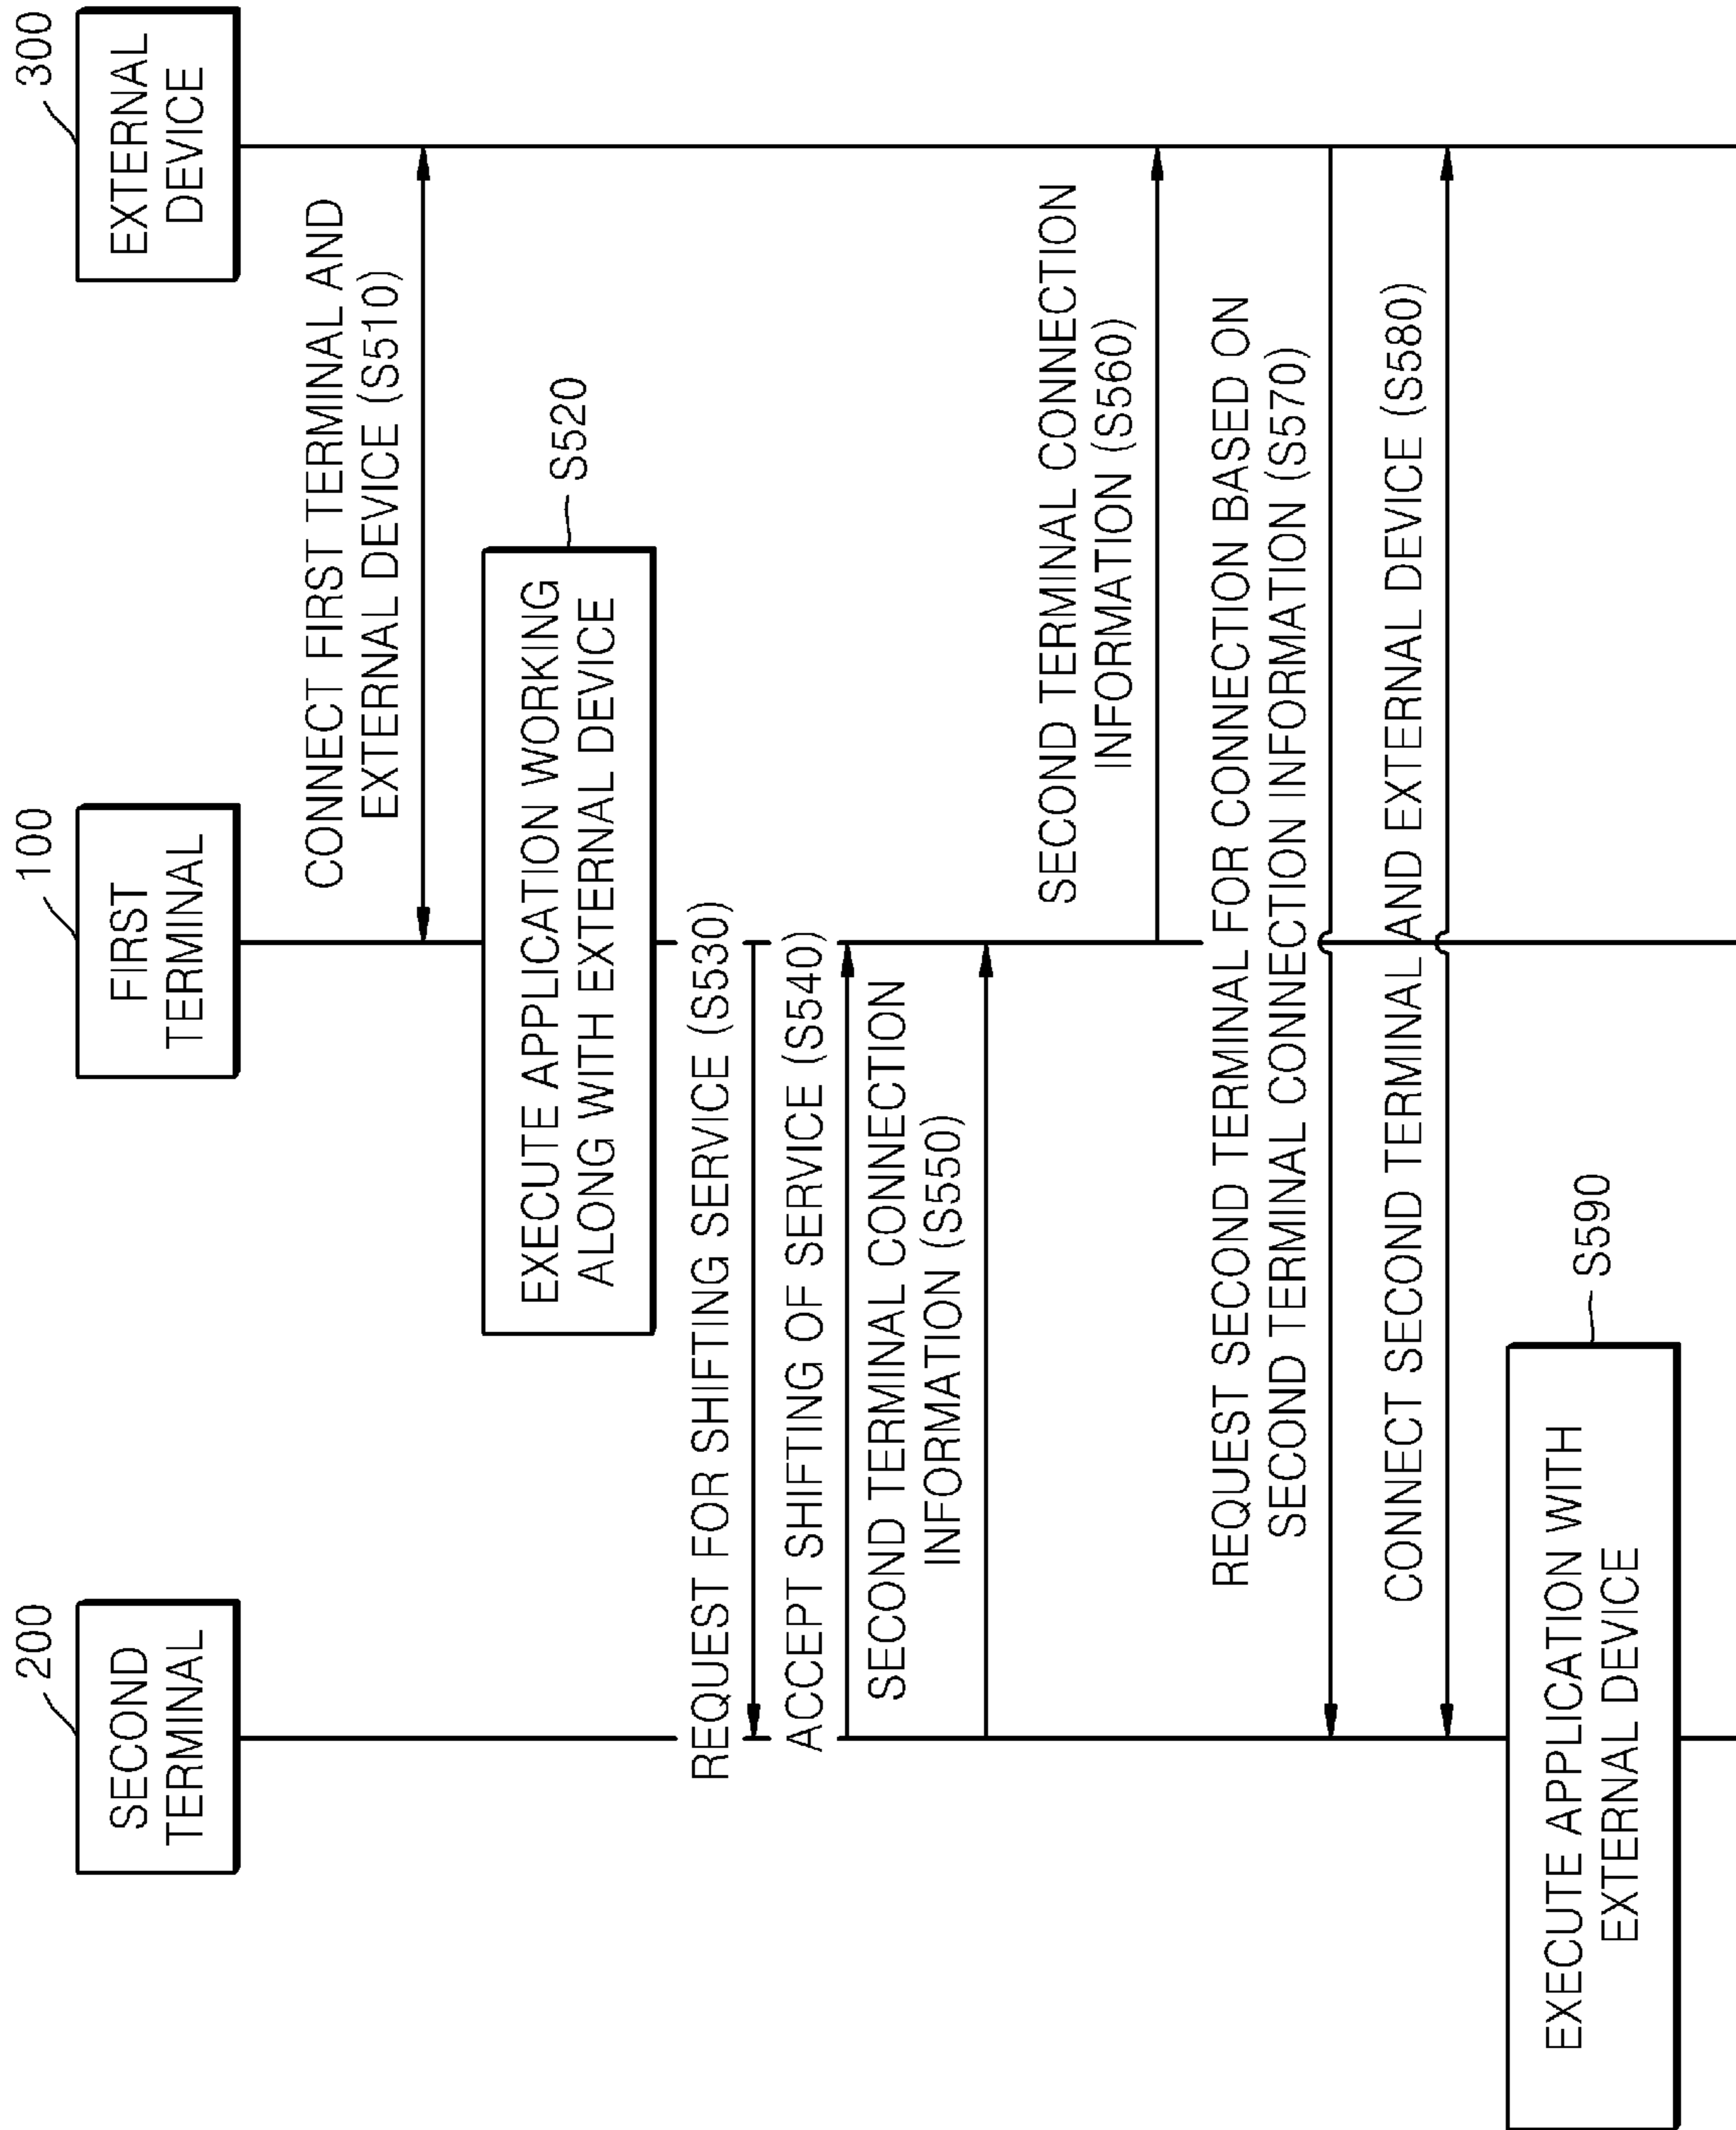 200
SECOND
TERMINAL
100
FIRST
TERMINAL
300
EXTERNAL
DEVICE
CONNECT FIRST TERMINAL AND
EXTERNAL DEVICE (S510)
EXECUTE APPLICATION WORKING
ALONG WITH EXTERNAL DEVICE
S520
REQUEST FOR SHIFTING SERVICE (S530)
ACCEPT SHIFTING OF SERVICE (S540)
SECOND TERMINAL CONNECTION
INFORMATION (S550)
SECOND TERMINAL CONNECTION
INFORMATION (S560)
REQUEST SECOND TERMINAL FOR CONNECTION BASED ON
SECOND TERMINAL CONNECTION INFORMATION (S570)
CONNECT SECOND TERMINAL AND EXTERNAL DEVICE (S580)
EXECUTE APPLICATION WITH
EXTERNAL DEVICE
S590